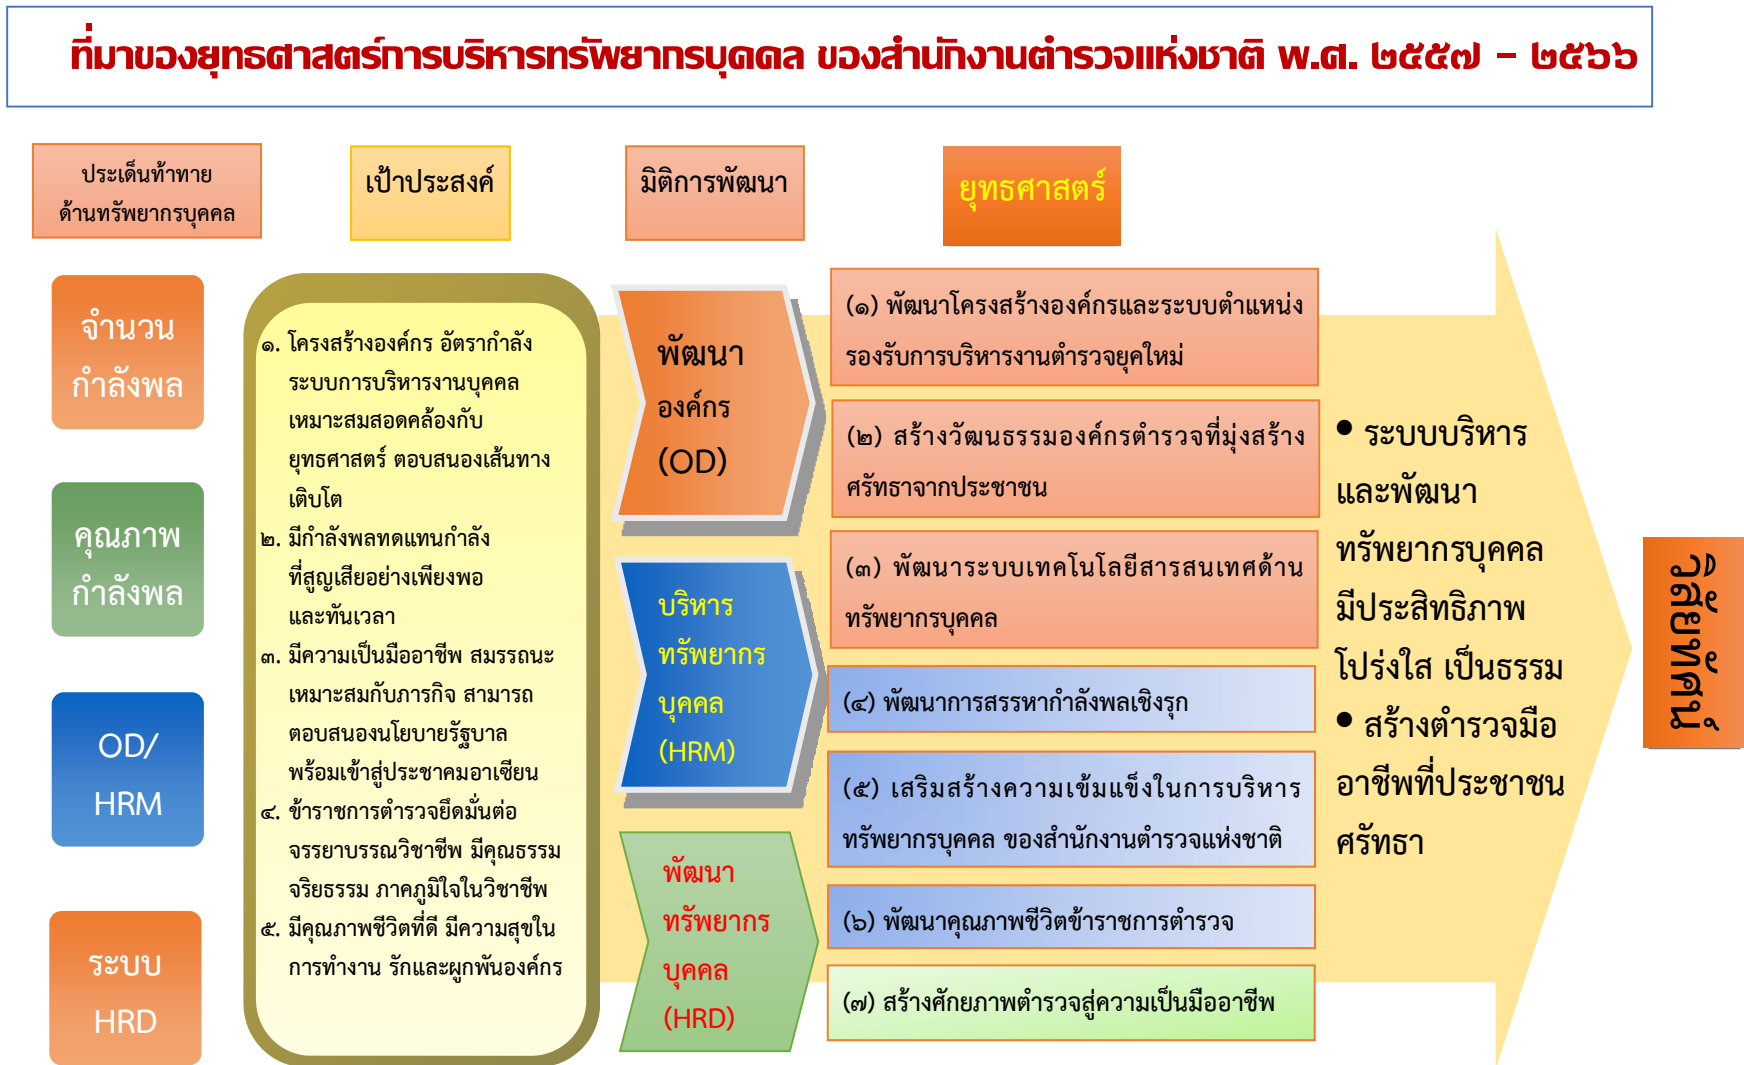 ที่มาของยุทธศาสตร์การบริหารทรัพยากรบุคคล ของสำนักงานตำรวจแห่งชาติ พ.ศ. ๒๕๕๗ – ๒๕๖๖
ประเด็นท้าทาย
ด้านทรัพยากรบุคคล
เป้าประสงค์
มิติการพัฒนา
ยุทธศาสตร์
จำนวน
กำลังพล
คุณภาพ
กำลังพล
OD/
HRM
ระบบ
HRD
๑. โครงสร้างองค์กร อัตรากำลัง
ระบบการบริหารงานบุคคล
เหมาะสมสอดคล้องกับ
ยุทธศาสตร์ ตอบสนองเส้นทาง
เติบโต
๒. มีกำลังพลทดแทนกำลัง
ที่สูญเสียอย่างเพียงพอ
และทันเวลา
๓. มีความเป็นมืออาชีพ สมรรถนะ
เหมาะสมกับภารกิจ สามารถ
ตอบสนองนโยบายรัฐบาล
พร้อมเข้าสู่ประชาคมอาเซียน
๔. ข้าราชการตำรวจยึดมั่นต่อ
จรรยาบรรณวิชาชีพ มีคุณธรรม
จริยธรรม ภาคภูมิใจในวิชาชีพ
๕. มีคุณภาพชีวิตที่ดี มีความสุขใน
การทำงาน รักและผูกพันองค์กร
พัฒนา
องค์กร
(OD)
บริหาร
ทรัพยากร
บุคคล
(HRM)
พัฒนา
ทรัพยากร
บุคคล
(HRD)
(๑) พัฒนาโครงสร้างองค์กรและระบบตำแหน่ง
รองรับการบริหารงานตำรวจยุคใหม่
(๒) สร้างวัฒนธรรมองค์กรตำรวจที่มุ่งสร้าง
ศรัทธาจากประชาชน
(๓) พัฒนาระบบเทคโนโลยีสารสนเทศด้าน
ทรัพยากรบุคคล
(๔) พัฒนาการสรรหากำลังพลเชิงรุก
(๕) เสริมสร้างความเข้มแข็งในการบริหาร
ทรัพยากรบุคคล ของสำนักงานตำรวจแห่งชาติ
(๖) พัฒนาคุณภาพชีวิตข้าราชการตำรวจ
(๗) สร้างศักยภาพตำรวจสู่ความเป็นมืออาชีพ
• ระบบบริหาร
และพัฒนา
ทรัพยากรบุคคล
มีประสิทธิภาพ
โปร่งใส เป็นธรรม
• สร้างตำรวจมือ
อาชีพที่ประชาชน
ศรัทธา
วิสัยทัศน์